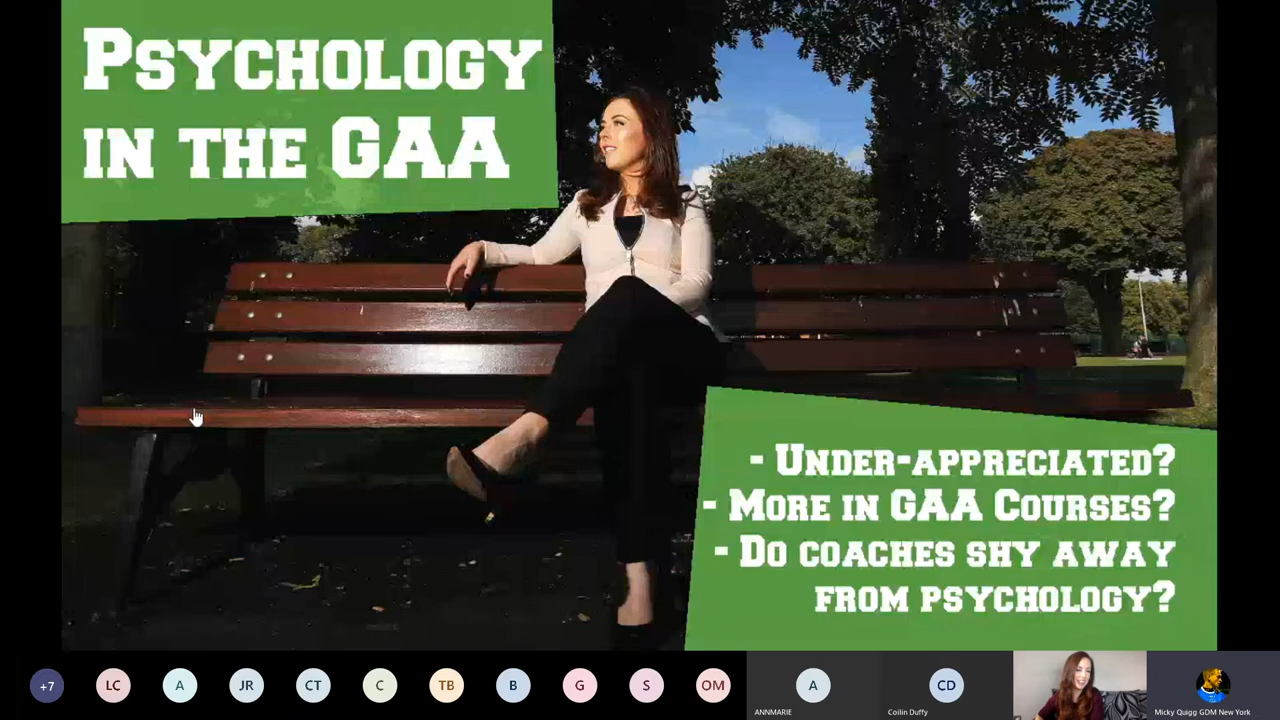 PSYCHOLOGY
IN THE GAA
- UNDER-APPRECIATED?
- MORE IN GAA COURSES?
- DO COACHES SHY AWAY
FROM PSYCHOLOGY?
+7
LC
A
JR
CT
C
TB
B
G
S
OM
A
CD
ANNMARIE
Coilin Duffy
Micky Quigg GDM New York